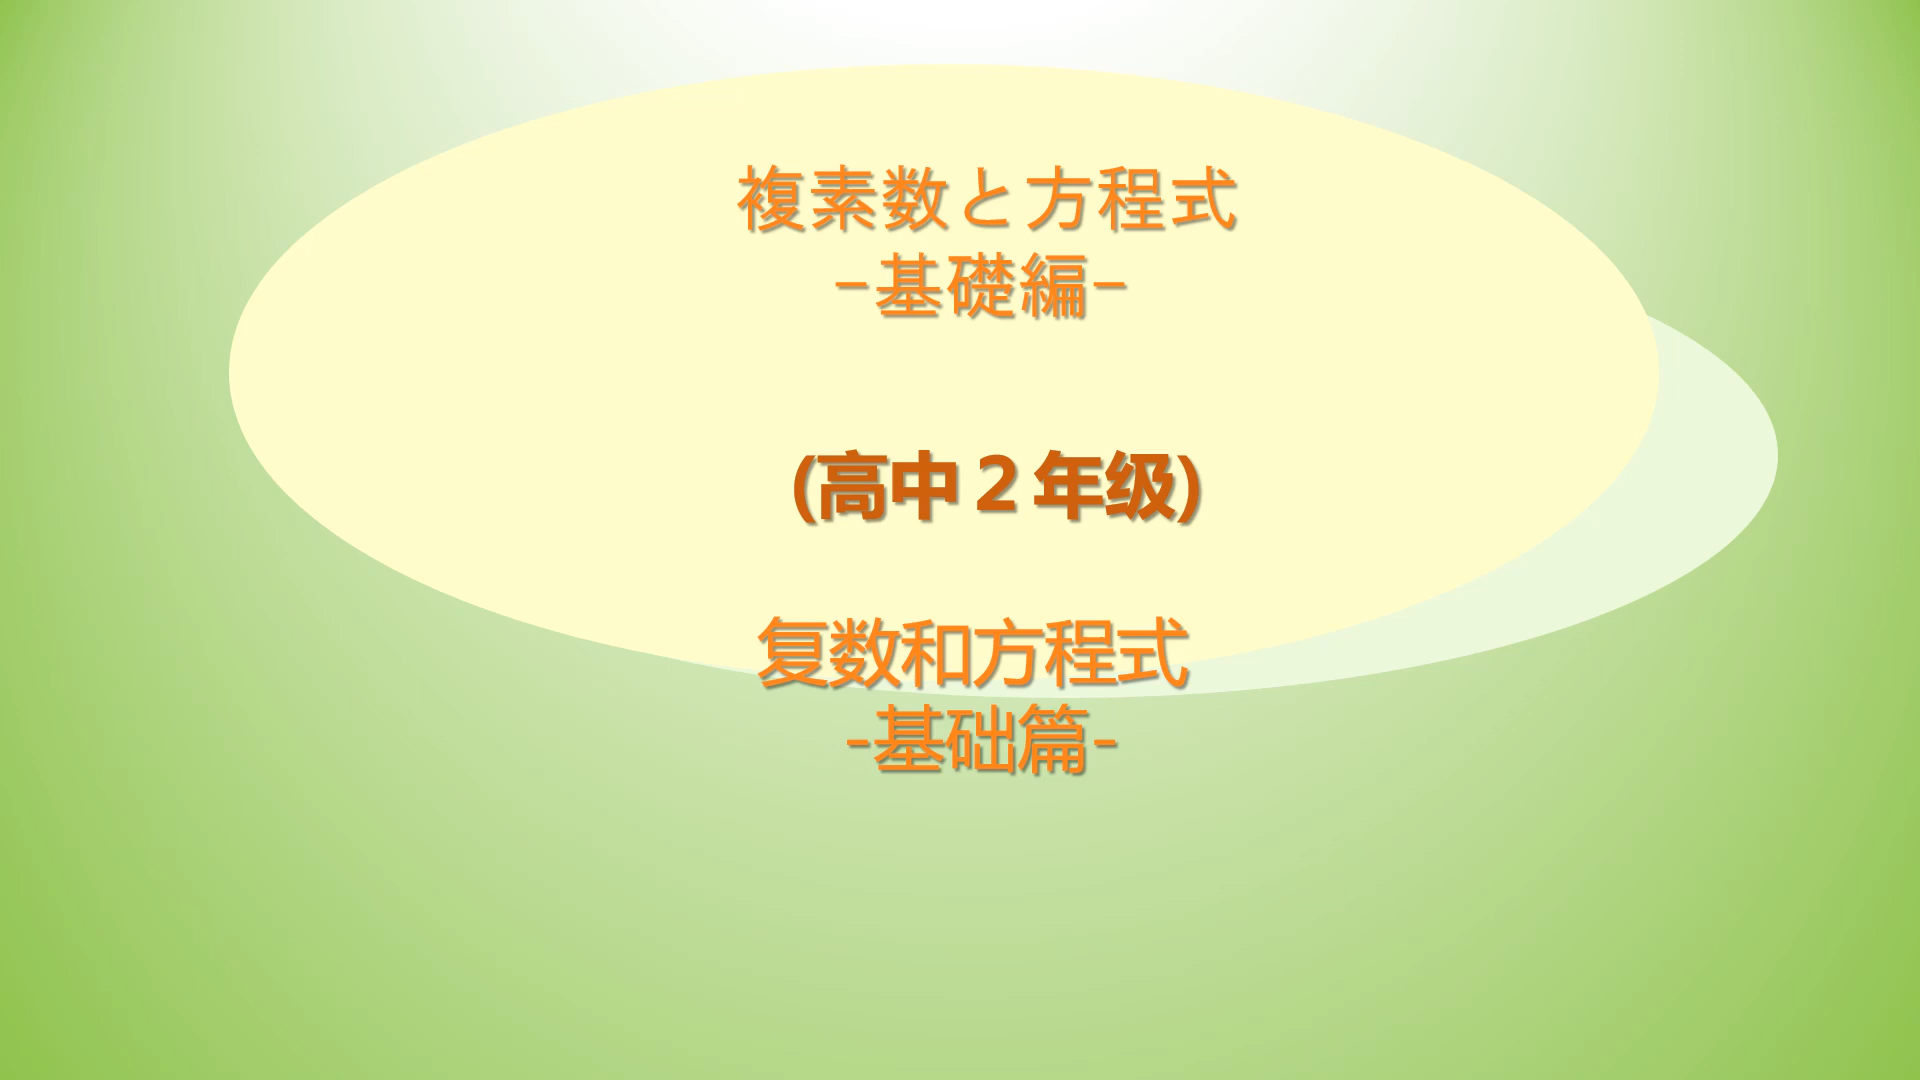 複素数と方程式
−基礎編−
(高中２年级)
复数和方程式
-基础篇-